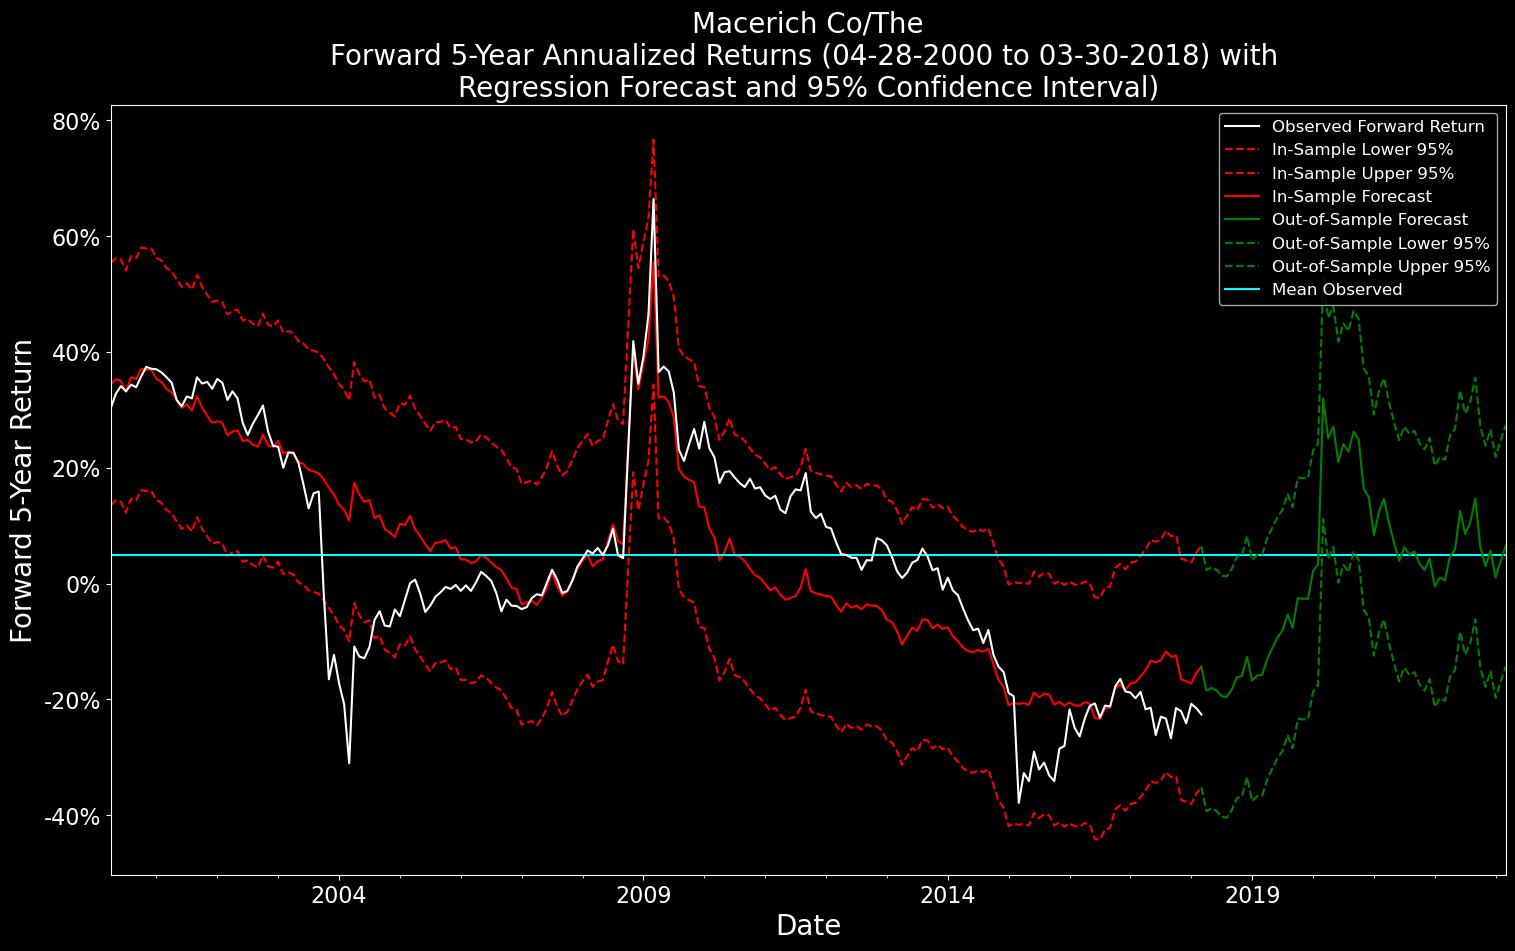 Macerich Co/The
Forward 5-Year Annualized Returns (04-28-2000 to 03-30-2018) with
Regression Forecast and 95% Confidence Interval)
80%
60%
40%
20%
0%
-20%
-40%
Forward 5-Year Return
Observed Forward Return
In-Sample Lower 95%
In-Sample Upper 95%
In-Sample Forecast
Out-of-Sample Forecast
Out-of-Sample Lower 95%
Out-of-Sample Upper 95%
Mean Observed
2004
2009
2014
2019
Date